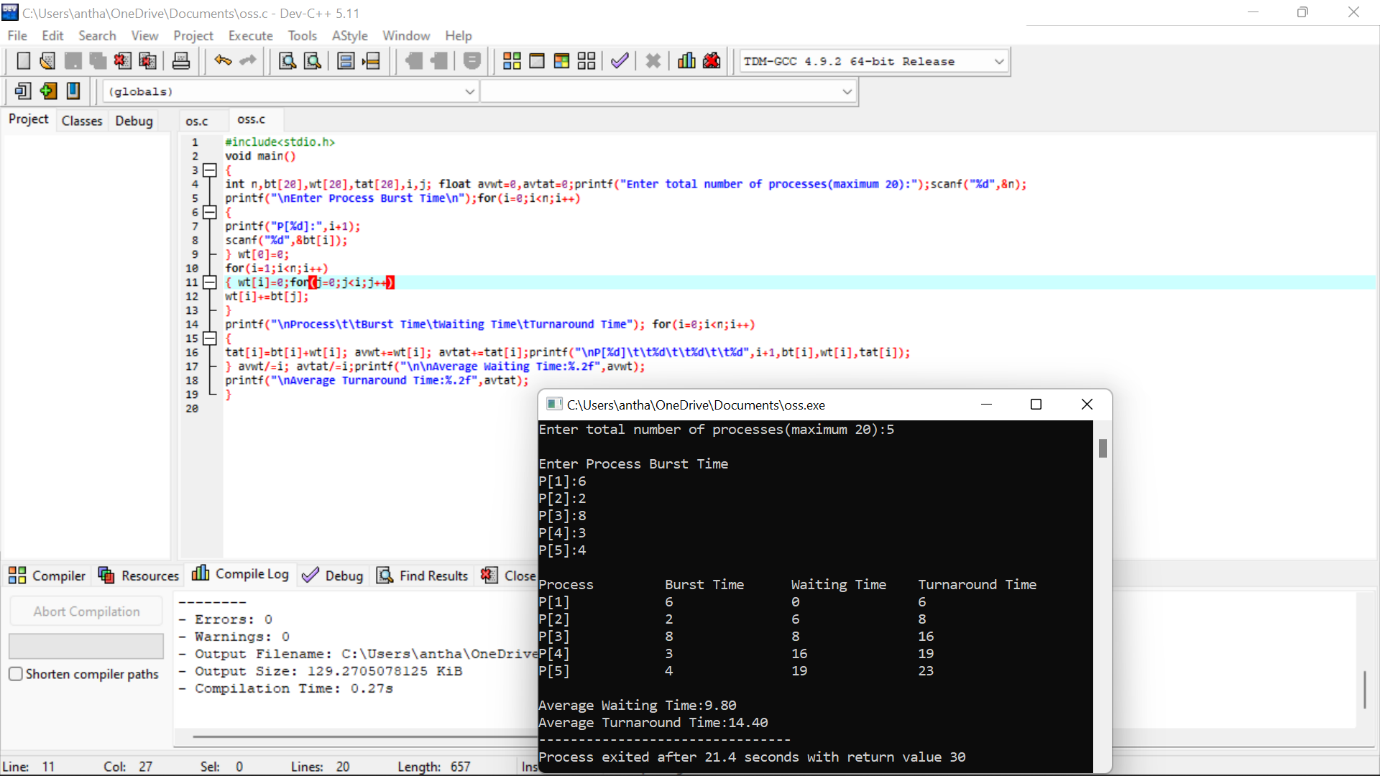 C:\Users\antha\OneDrive\Documents\oss.c - Dev-C++ 5.11
File Edit Search View Project Execute Tools AStyle Window Help
TDM-GCC 4.9.2 64-bit Release
(globals)
Project Classes Debug os.c oss.c
1 #include<stdio.h>
2 void main()
3 {
4 int n,bt[20],wt[20],tat[20],i,j; float avwt=0,avtat=0;printf("Enter total number of processes(maximum 20):");scanf("%d",&n);
5 printf("\nEnter Process Burst Time\n");for(i=0;i<n;i++)
6 {
7 printf("P[%d]:",i+1);
8 scanf("%d",&bt[i]);
9 } wt[0]=0;
10 for(i=1;i<n;i++)
11 { wt[i]=0;for(j=0;j<i;j++)
12 wt[i]+=bt[j];
13 }
14 printf("\nProcess\t\tBurst Time\tWaiting Time\tTurnaround Time"); for(i=0;i<n;i++)
15 {
16 tat[i]=bt[i]+wt[i]; avwt+=wt[i]; avtat+=tat[i];printf("\nP[%d]\t\t%d\t\t%d\t\t%d",i+1,bt[i],wt[i],tat[i]);
17 } avwt/=i; avtat/=i;printf("\n\nAverage Waiting Time:%.2f",avwt);
18 printf("\nAverage Turnaround Time:%.2f",avtat);
19 }
20
C:\Users\antha\OneDrive\Documents\oss.exe
Enter total number of processes(maximum 20):5
Enter Process Burst Time
P[1]:6
P[2]:2
P[3]:8
P[4]:3
P[5]:4
Process Burst Time Waiting Time Turnaround Time
P[1] 6 0 6
P[2] 2 6 8
P[3] 8 8 16
P[4] 3 16 19
P[5] 4 19 23
Average Waiting Time:9.80
Average Turnaround Time:14.40
--------------------------------
Process exited after 21.4 seconds with return value 30
Compiler Resources Compile Log Debug Find Results Close
Abort Compilation
Shorten compiler paths
--------
- Errors: 0
- Warnings: 0
- Output Filename: C:\Users\antha\OneDrive
- Output Size: 129.2705078125 KiB
- Compilation Time: 0.27s
Line: 11 Col: 27 Sel: 0 Lines: 20 Length: 657 Ins